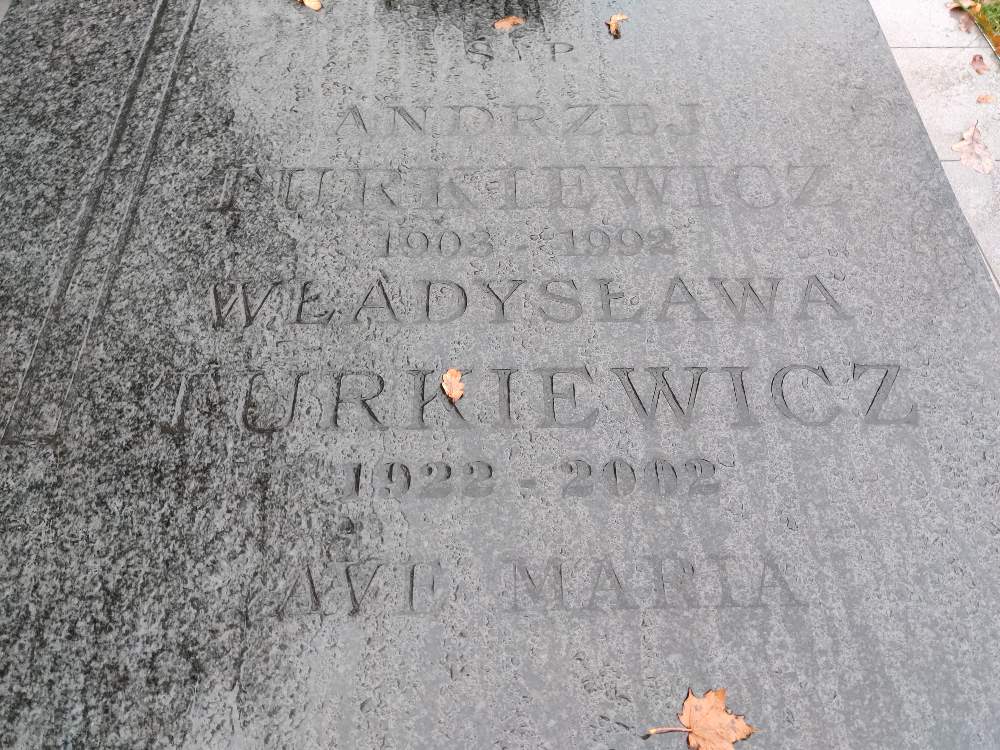 Ś†P
ANDRZEJ
TURKIEWICZ
1903 - 1992
WŁADYSŁAWA
TURKIEWICZ
1922 - 2002
AVE MARIA